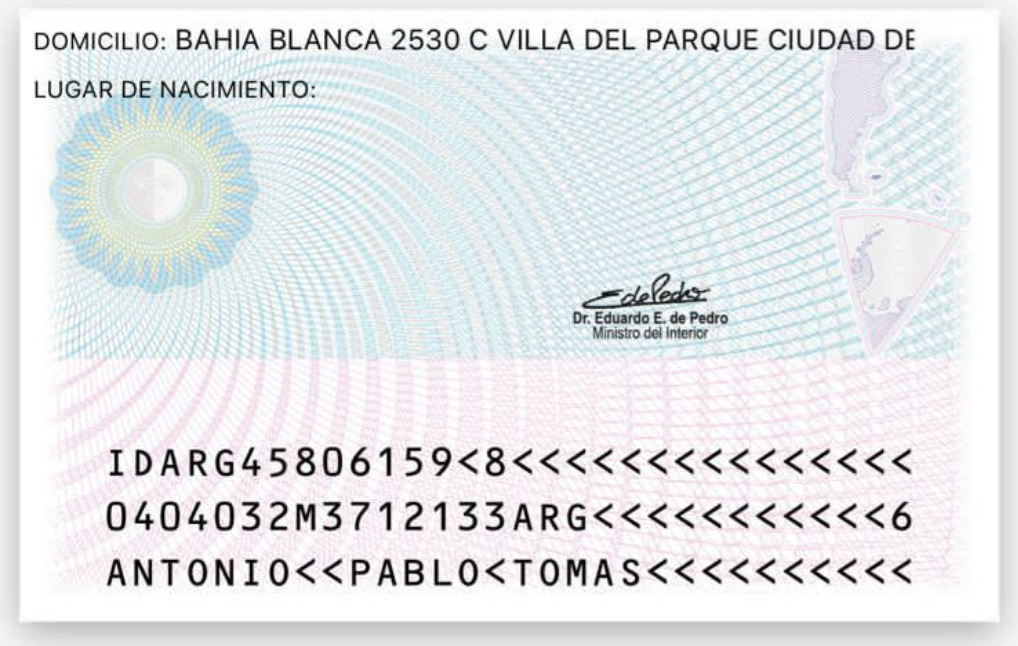 DOMICILIO: BAHIA BLANCA 2530 C VILLA DEL PARQUE CIUDAD DE
LUGAR DE NACIMIENTO:
EdePedro
Dr. Eduardo E. de Pedro
Ministro del Interior
IDARG45806159<8<<<<<<<<<<<<<<<
0404032M3712133ARG<<<<<<<<<<<6
ANTONIO<<PABLO<TOMAS<<<<<<<<<<